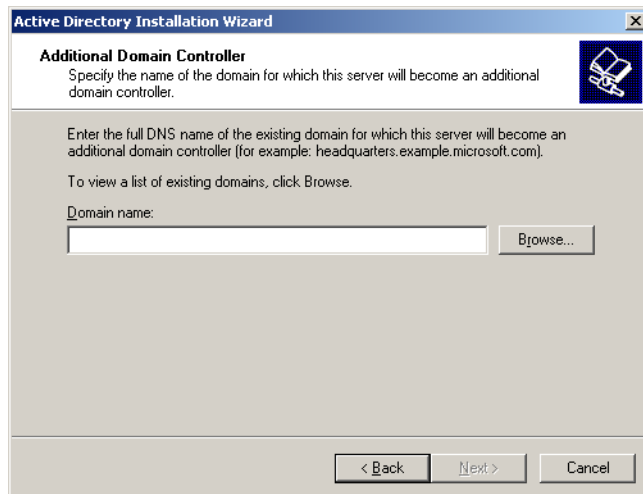 Active Directory Installation Wizard
Additional Domain Controller
Specify the name of the domain for which this server will become an additional
domain controller.
Enter the full DNS name of the existing domain for which this server will become an
additional domain controller (for example: headquarters.example.microsoft.com).
To view a list of existing domains, click Browse.
Domain name:
Browse...
< Back
Next >
Cancel